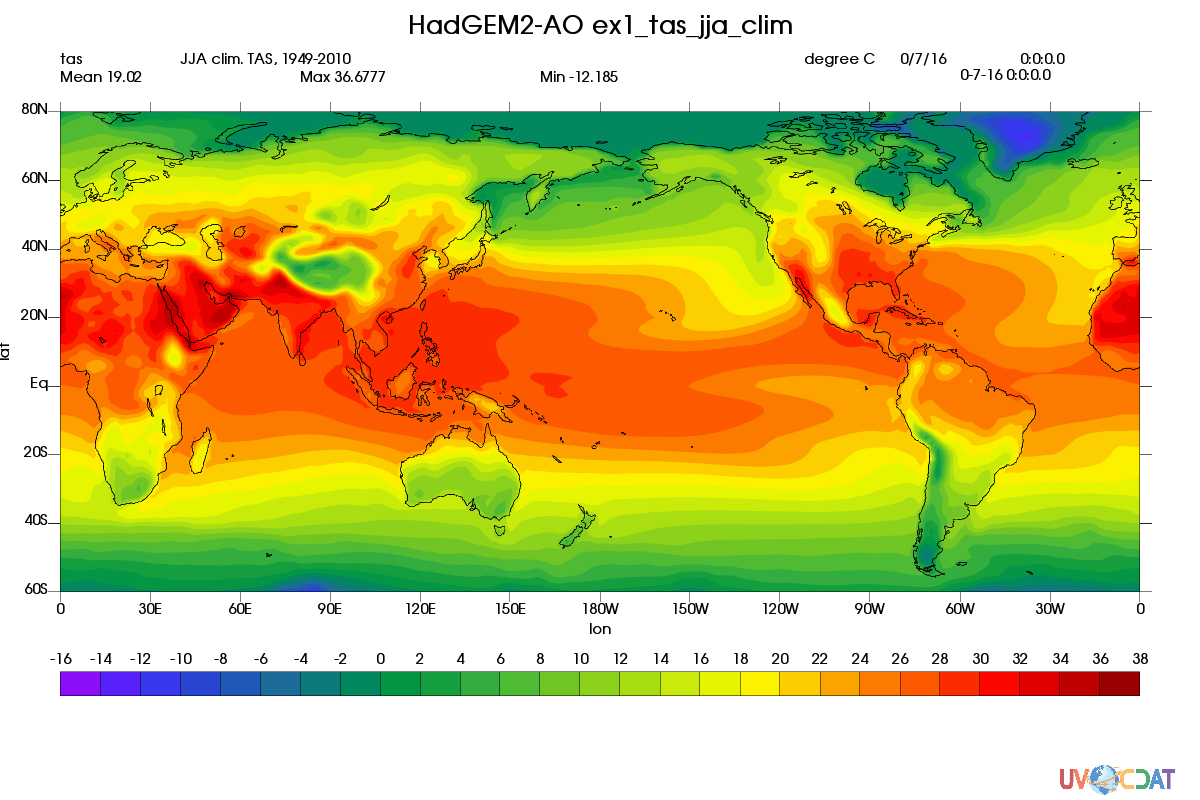 HadGEM2-AO ex1_tas_jja_clim
tas JJA clim. TAS, 1949-2010 degree C 0/7/16 0:0:0.0
Mean 19.02 Max 36.6777 Min -12.185 0-7-16 0:0:0.0
80N
60N
40N
20N
Eq
20S
40S
60S
lat
0 30E 60E 90E 120E 150E 180W 150W 120W 90W 60W 30W 0
lon
-16 -14 -12 -10 -8 -6 -4 -2 0 2 4 6 8 10 12 14 16 18 20 22 24 26 28 30 32 34 36 38
UVCDAT